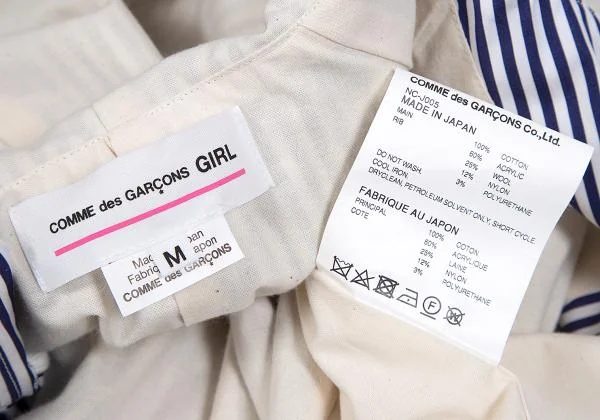 COMME des GARÇONS GIRL
M
Made in Japan
Fabriqué au Japon
COMME des GARÇONS
COMME des GARÇONS Co.,Ltd.
NC-J005
MADE IN JAPAN
MAIN 100% COTTON
RIB 60% ACRYLIC
25% WOOL
12% NYLON
3% POLYURETHANE
DO NOT WASH.
COOL IRON.
DRYCLEAN, PETROLEUM SOLVENT ONLY, SHORT CYCLE.
FABRIQUE AU JAPON
PRINCIPAL 100% COTON
COTE 60% ACRYLIQUE
25% LAINE
12% NYLON
3% POLYURETHANE
F